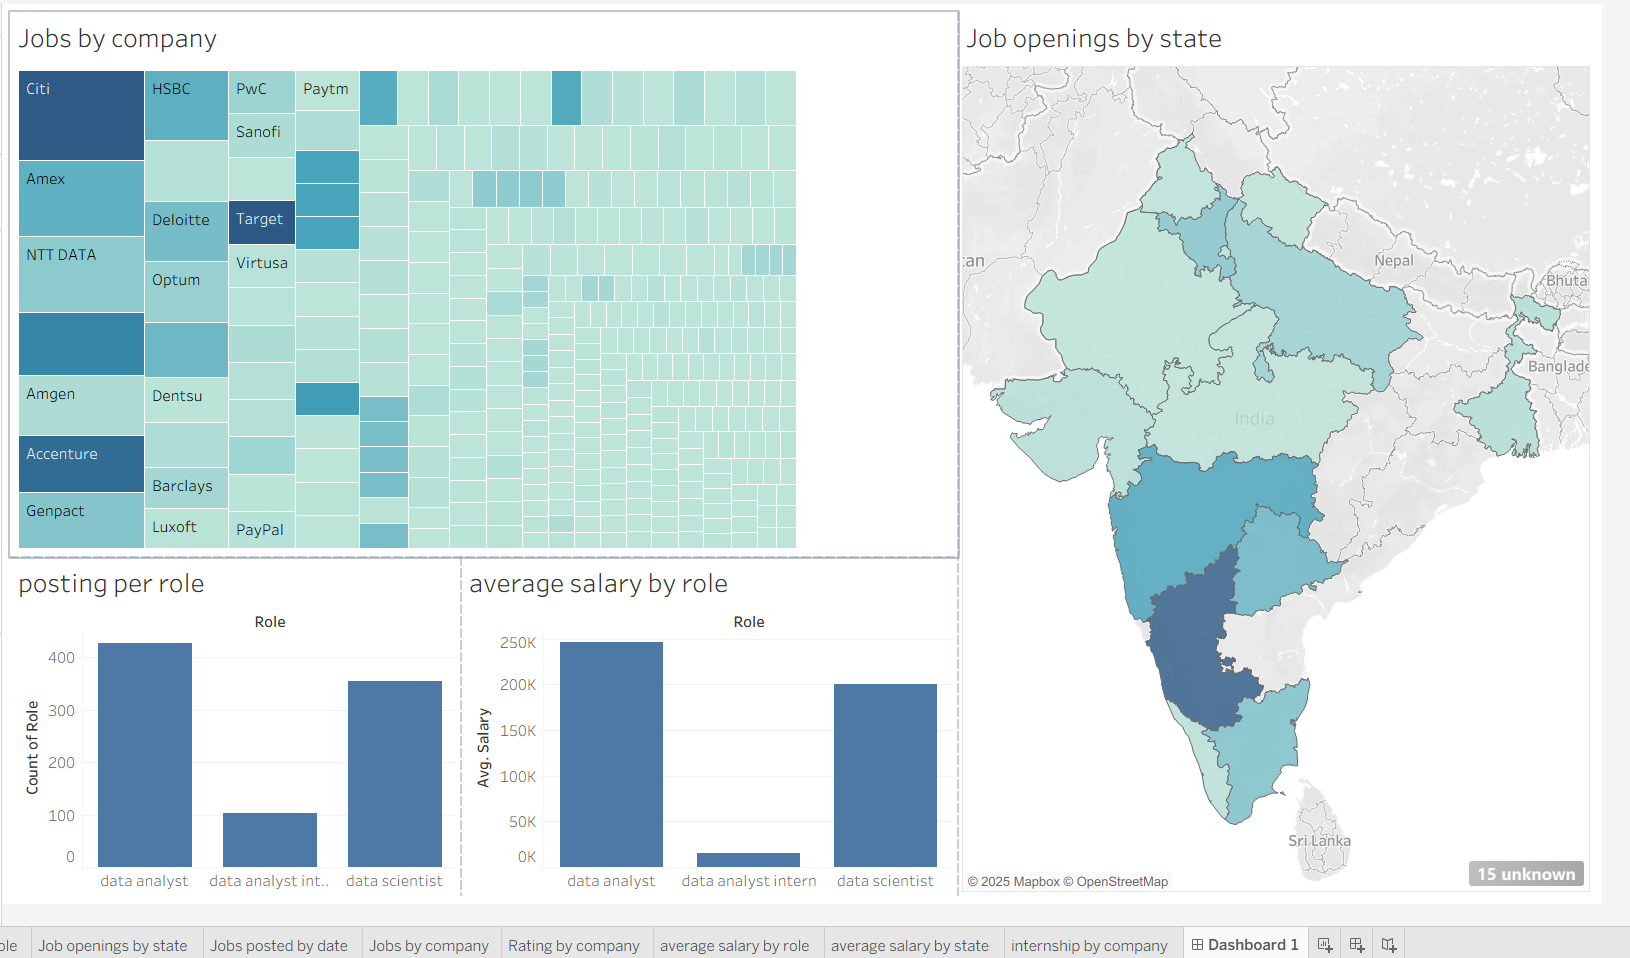 Jobs by company
Citi
HSBC
PwC
Paytm
Sanofi
Amex
Deloitte
Target
NTT DATA
Virtusa
Optum
Amgen
Dentsu
Accenture
Barclays
Genpact
Luxoft
PayPal
Job openings by state
Nepal
Bhuta
India
Banglade
Sri Lanka
an
© 2025 Mapbox © OpenStreetMap
15 unknown
posting per role
Role
Count of Role
400
300
200
100
0
data analyst
data analyst int..
data scientist
average salary by role
Role
Avg. Salary
250K
200K
150K
100K
50K
0K
data analyst
data analyst intern
data scientist
ole
Job openings by state
Jobs posted by date
Jobs by company
Rating by company
average salary by role
average salary by state
internship by company
Dashboard 1